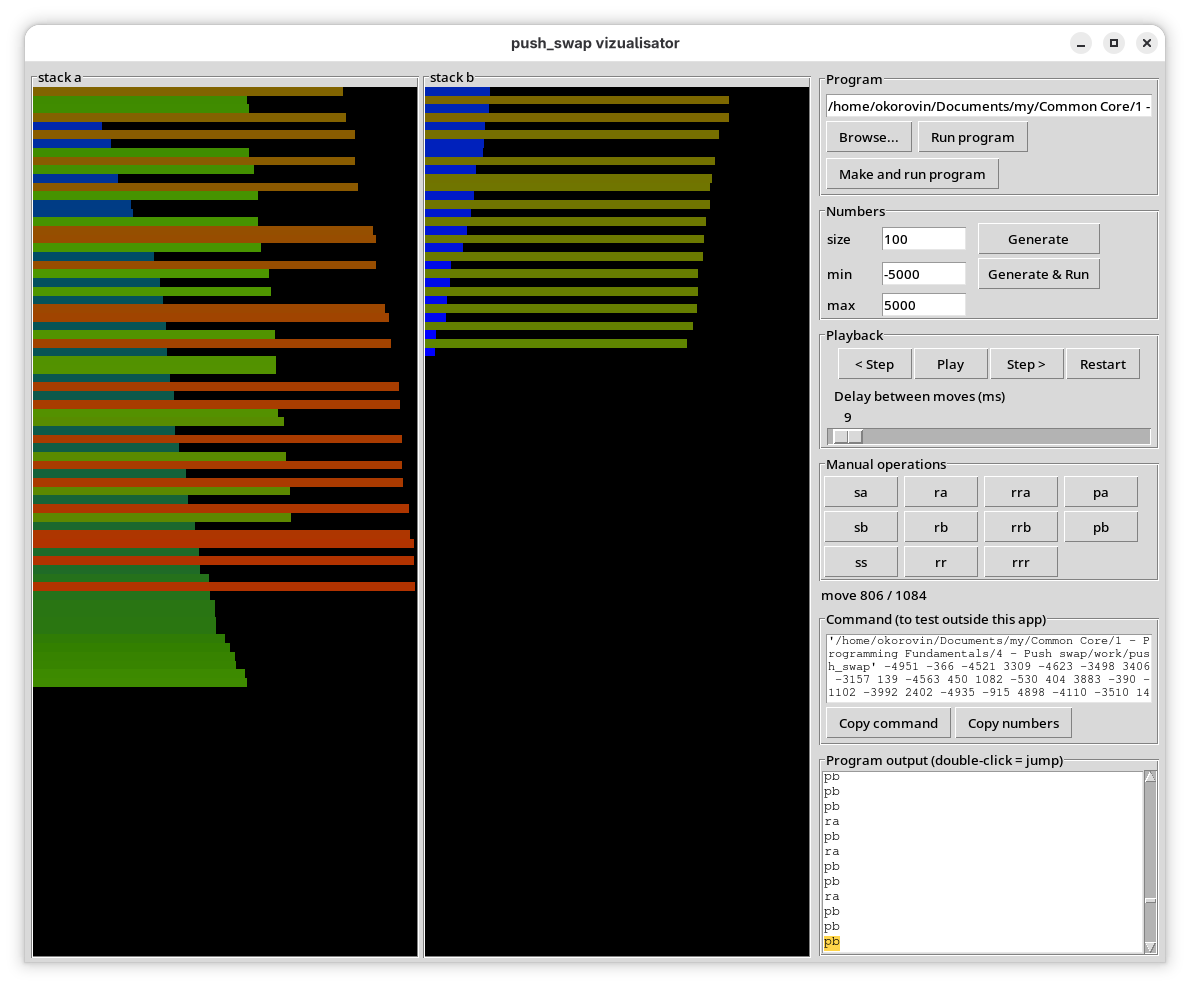 push_swap vizualisator
stack a
stack b
Program
/home/okorovin/Documents/my/Common Core/1 -
Browse...
Run program
Make and run program
Numbers
size
100
Generate
min
-5000
Generate & Run
max
5000
Playback
< Step
Play
Step >
Restart
Delay between moves (ms)
9
Manual operations
sa
ra
rra
pa
sb
rb
rrb
pb
ss
rr
rrr
move 806 / 1084
Command (to test outside this app)
'/home/okorovin/Documents/my/Common Core/1 - P
rogramming Fundamentals/4 - Push swap/work/pus
h_swap' -4951 -366 -4521 3309 -4623 -3498 3406
-3157 139 -4563 450 1082 -530 404 3883 -390 -
1102 -3992 2402 -4935 -915 4898 -4110 -3510 14
Copy command
Copy numbers
Program output (double-click = jump)
pb
pb
pb
ra
pb
ra
pb
pb
ra
pb
pb
pb